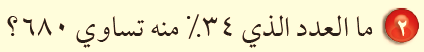 ٢ ما العدد الذي ٣٤٪ منه تساوي ٦٨٠؟